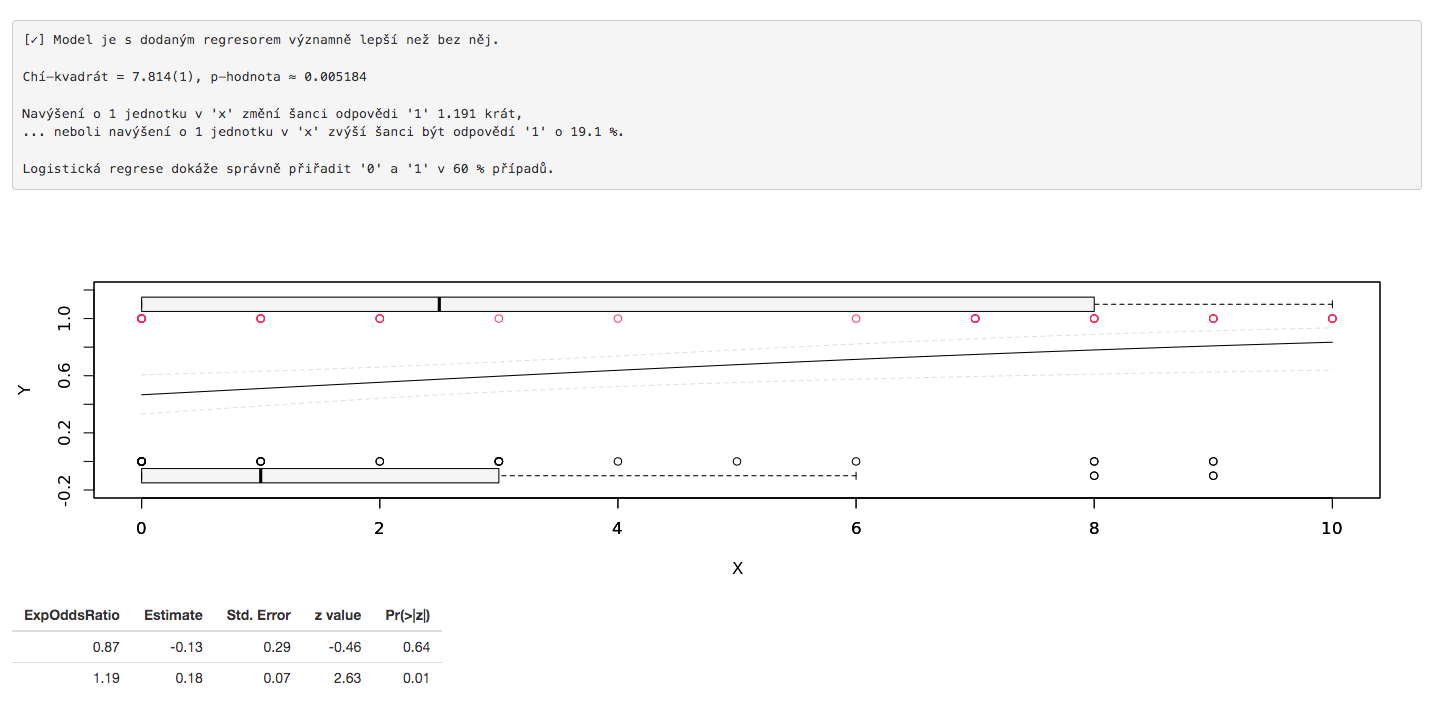 [✓] Model je s dodaným regresorem významně lepší než bez něj.
Chí-kvadrát = 7.814(1), p-hodnota ≈ 0.005184
Navýšení o 1 jednotku v 'x' změní šanci odpovědi '1' 1.191 krát,
... neboli navýšení o 1 jednotku v 'x' zvýší šanci být odpovědí '1' o 19.1 %.
Logistická regrese dokáže správně přiřadit '0' a '1' v 60 % případů.
1.0
0.6
0.2
-0.2
Y
0 2 4 6 8 10
X
ExpOddsRatio Estimate Std. Error z value Pr(>|z|)
0.87 -0.13 0.29 -0.46 0.64
1.19 0.18 0.07 2.63 0.01